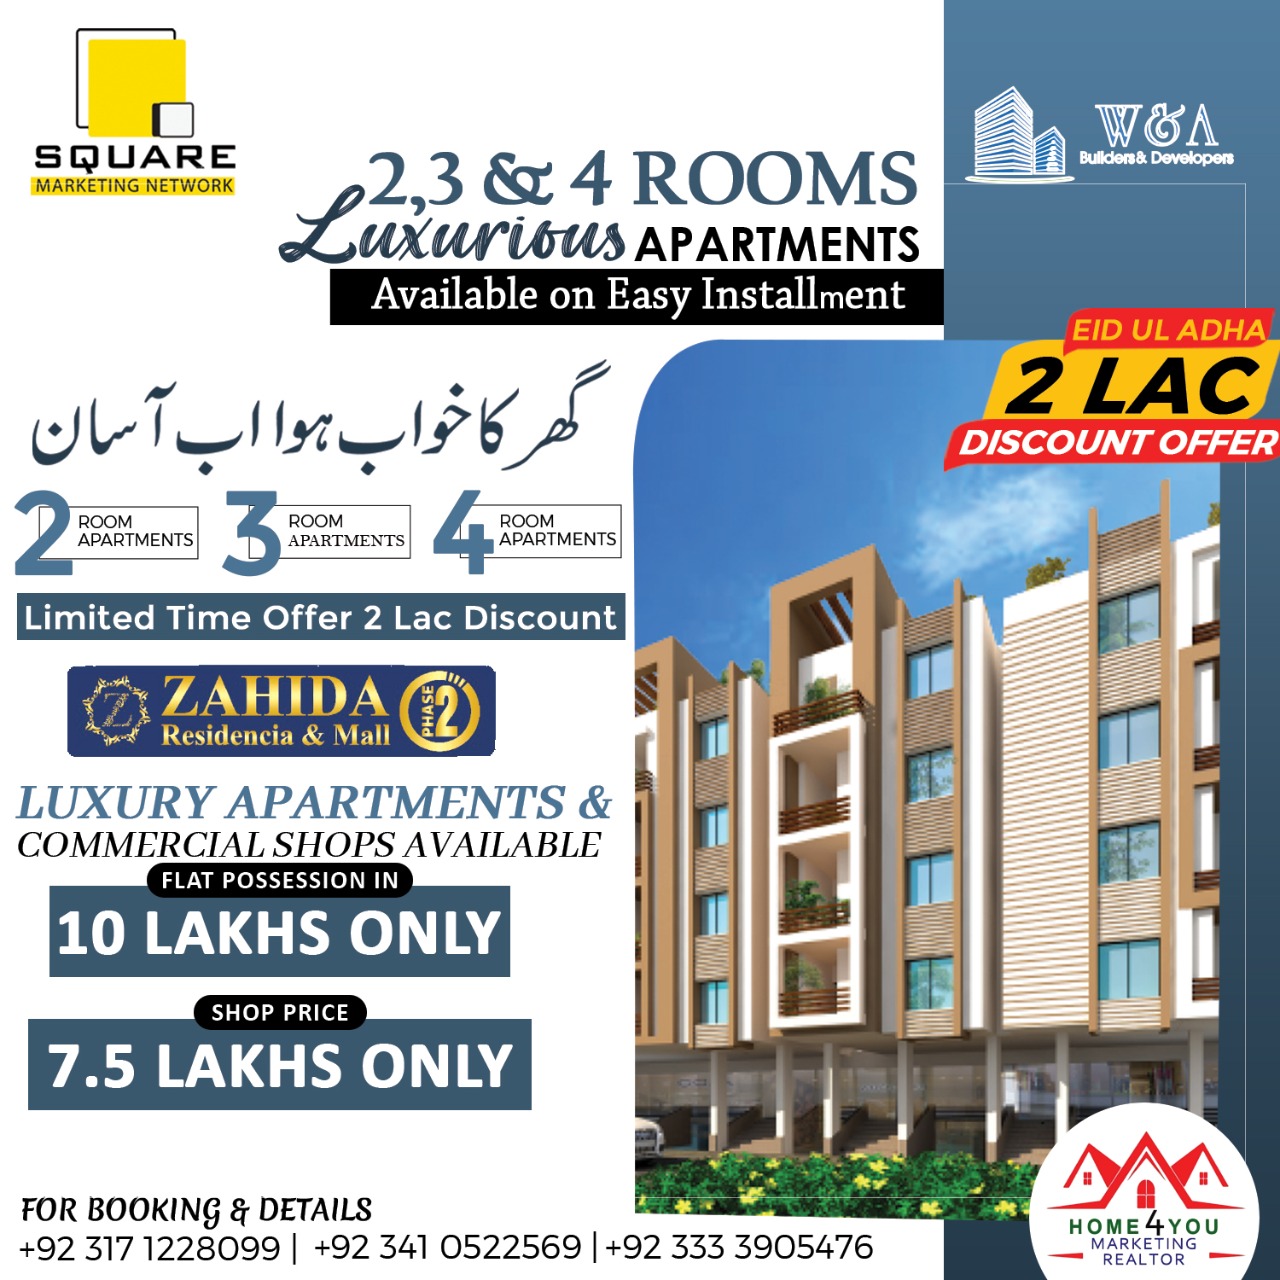 SQUARE
MARKETING NETWORK
W&A
Builders & Developers
2,3 & 4 ROOMS
Luxurious APARTMENTS
Available on Easy Installment
EID UL ADHA
2 LAC
DISCOUNT OFFER
گھر کا خواب ہوا اب آسان
2 ROOM APARTMENTS
3 ROOM APARTMENTS
4 ROOM APARTMENTS
Limited Time Offer 2 Lac Discount
Z ZAHIDA
Residencia & Mall
PHASE 2
LUXURY APARTMENTS &
COMMERCIAL SHOPS AVAILABLE
FLAT POSSESSION IN
10 LAKHS ONLY
SHOP PRICE
7.5 LAKHS ONLY
FOR BOOKING & DETAILS
+92 317 1228099 | +92 341 0522569 | +92 333 3905476
HOME4YOU
MARKETING
REALTOR